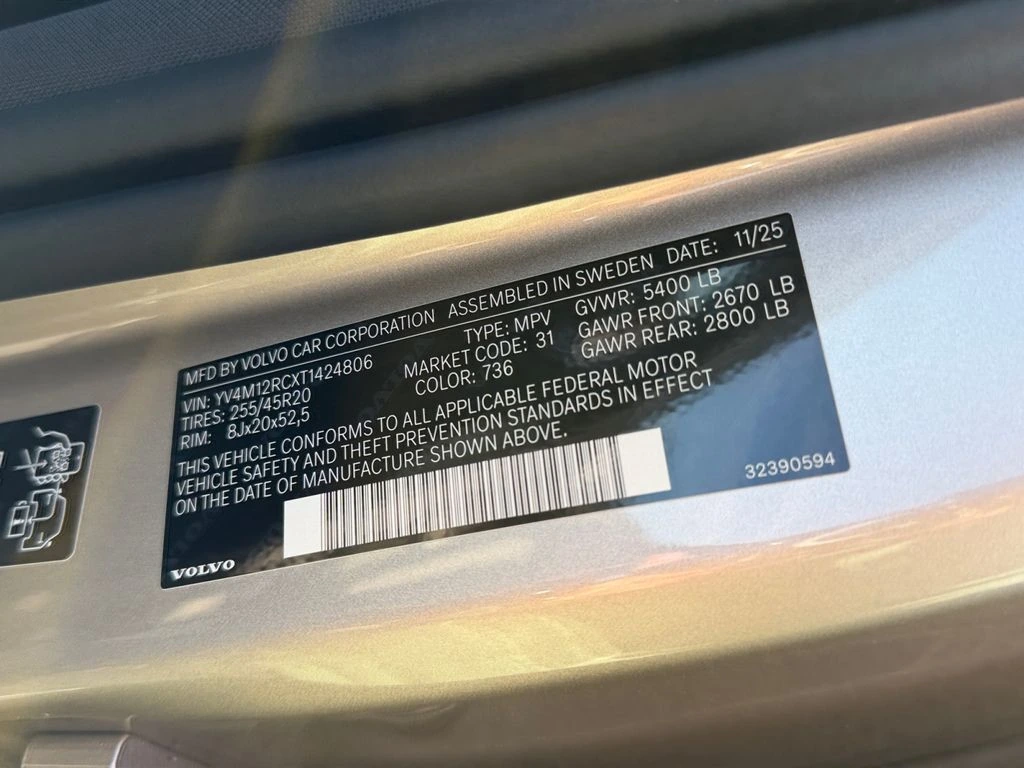 MFD BY VOLVO CAR CORPORATION ASSEMBLED IN SWEDEN DATE: 11/25
VIN: YV4M12RCXT1424806 TYPE: MPV GVWR: 5400 LB
TIRES: 255/45R20 MARKET CODE: 31 GAWR FRONT: 2670 LB
RIM: 8Jx20x52,5 COLOR: 736 GAWR REAR: 2800 LB
THIS VEHICLE CONFORMS TO ALL APPLICABLE FEDERAL MOTOR
VEHICLE SAFETY AND THEFT PREVENTION STANDARDS IN EFFECT
ON THE DATE OF MANUFACTURE SHOWN ABOVE.
32390594
VOLVO